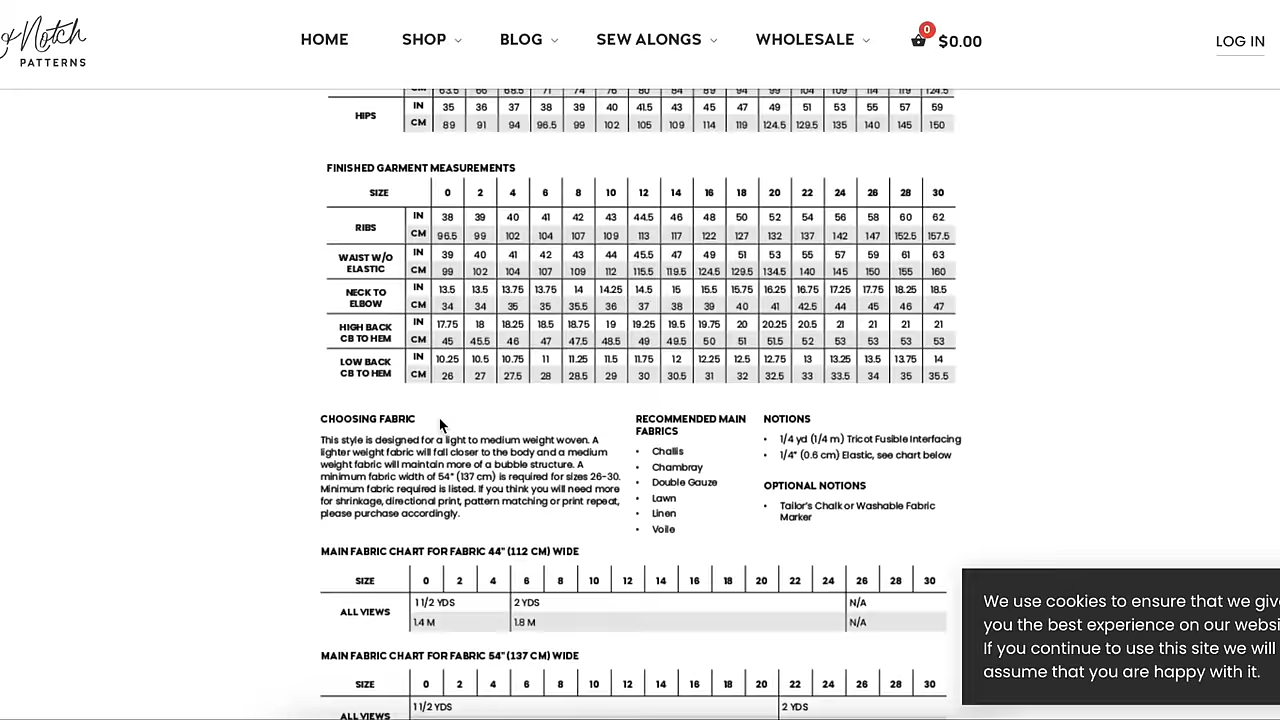 & Notch
PATTERNS
HOME SHOP BLOG SEW ALONGS WHOLESALE 0 $0.00 LOG IN
CM 63.5 66 68.5 71 74 76 80 84 89 94 99 104 109 114 119 124.5
HIPS IN 35 36 37 38 39 40 41.5 43 45 47 49 51 53 55 57 59
CM 89 91 94 96.5 99 102 105 109 114 119 124.5 129.5 135 140 145 150
FINISHED GARMENT MEASUREMENTS
SIZE 0 2 4 6 8 10 12 14 16 18 20 22 24 26 28 30
RIBS IN 38 39 40 41 42 43 44.5 46 48 50 52 54 56 58 60 62
CM 96.5 99 102 104 107 109 113 117 122 127 132 137 142 147 152.5 157.5
WAIST W/O ELASTIC IN 39 40 41 42 43 44 45.5 47 49 51 53 55 57 59 61 63
CM 99 102 104 107 109 112 115.5 119.5 124.5 129.5 134.5 140 145 150 155 160
NECK TO ELBOW IN 13.5 13.5 13.75 13.75 14 14.25 14.5 15 15.5 15.75 16.25 16.75 17.25 17.75 18.25 18.5
CM 34 34 35 35 35.5 36 37 38 39 40 41 42.5 44 45 46 47
HIGH BACK CB TO HEM IN 17.75 18 18.25 18.5 18.75 19 19.25 19.5 19.75 20 20.25 20.5 21 21 21 21
CM 45 45.5 46 47 47.5 48.5 49 49.5 50 51 51.5 52 53 53 53 53
LOW BACK CB TO HEM IN 10.25 10.5 10.75 11 11.25 11.5 11.75 12 12.25 12.5 12.75 13 13.25 13.5 13.75 14
CM 26 27 27.5 28 28.5 29 30 30.5 31 32 32.5 33 33.5 34 35 35.5
CHOOSING FABRIC
This style is designed for a light to medium weight woven. A
lighter weight fabric will fall closer to the body and a medium
weight fabric will maintain more of a bubble structure. A
minimum fabric width of 54" (137 cm) is required for sizes 26-30.
Minimum fabric required is listed. If you think you will need more
for shrinkage, directional print, pattern matching or print repeat,
please purchase accordingly.
RECOMMENDED MAIN
FABRICS
• Challis
• Chambray
• Double Gauze
• Lawn
• Linen
• Voile
NOTIONS
• 1/4 yd (1/4 m) Tricot Fusible Interfacing
• 1/4" (0.6 cm) Elastic, see chart below
OPTIONAL NOTIONS
• Tailor's Chalk or Washable Fabric
Marker
MAIN FABRIC CHART FOR FABRIC 44" (112 CM) WIDE
SIZE 0 2 4 6 8 10 12 14 16 18 20 22 24 26 28 30
ALL VIEWS 1 1/2 YDS 2 YDS N/A
1.4 M 1.8 M N/A
MAIN FABRIC CHART FOR FABRIC 54" (137 CM) WIDE
SIZE 0 2 4 6 8 10 12 14 16 18 20 22 24 26 28 30
ALL VIEWS 1 1/2 YDS 2 YDS
We use cookies to ensure that we give
you the best experience on our websi
If you continue to use this site we will
assume that you are happy with it.